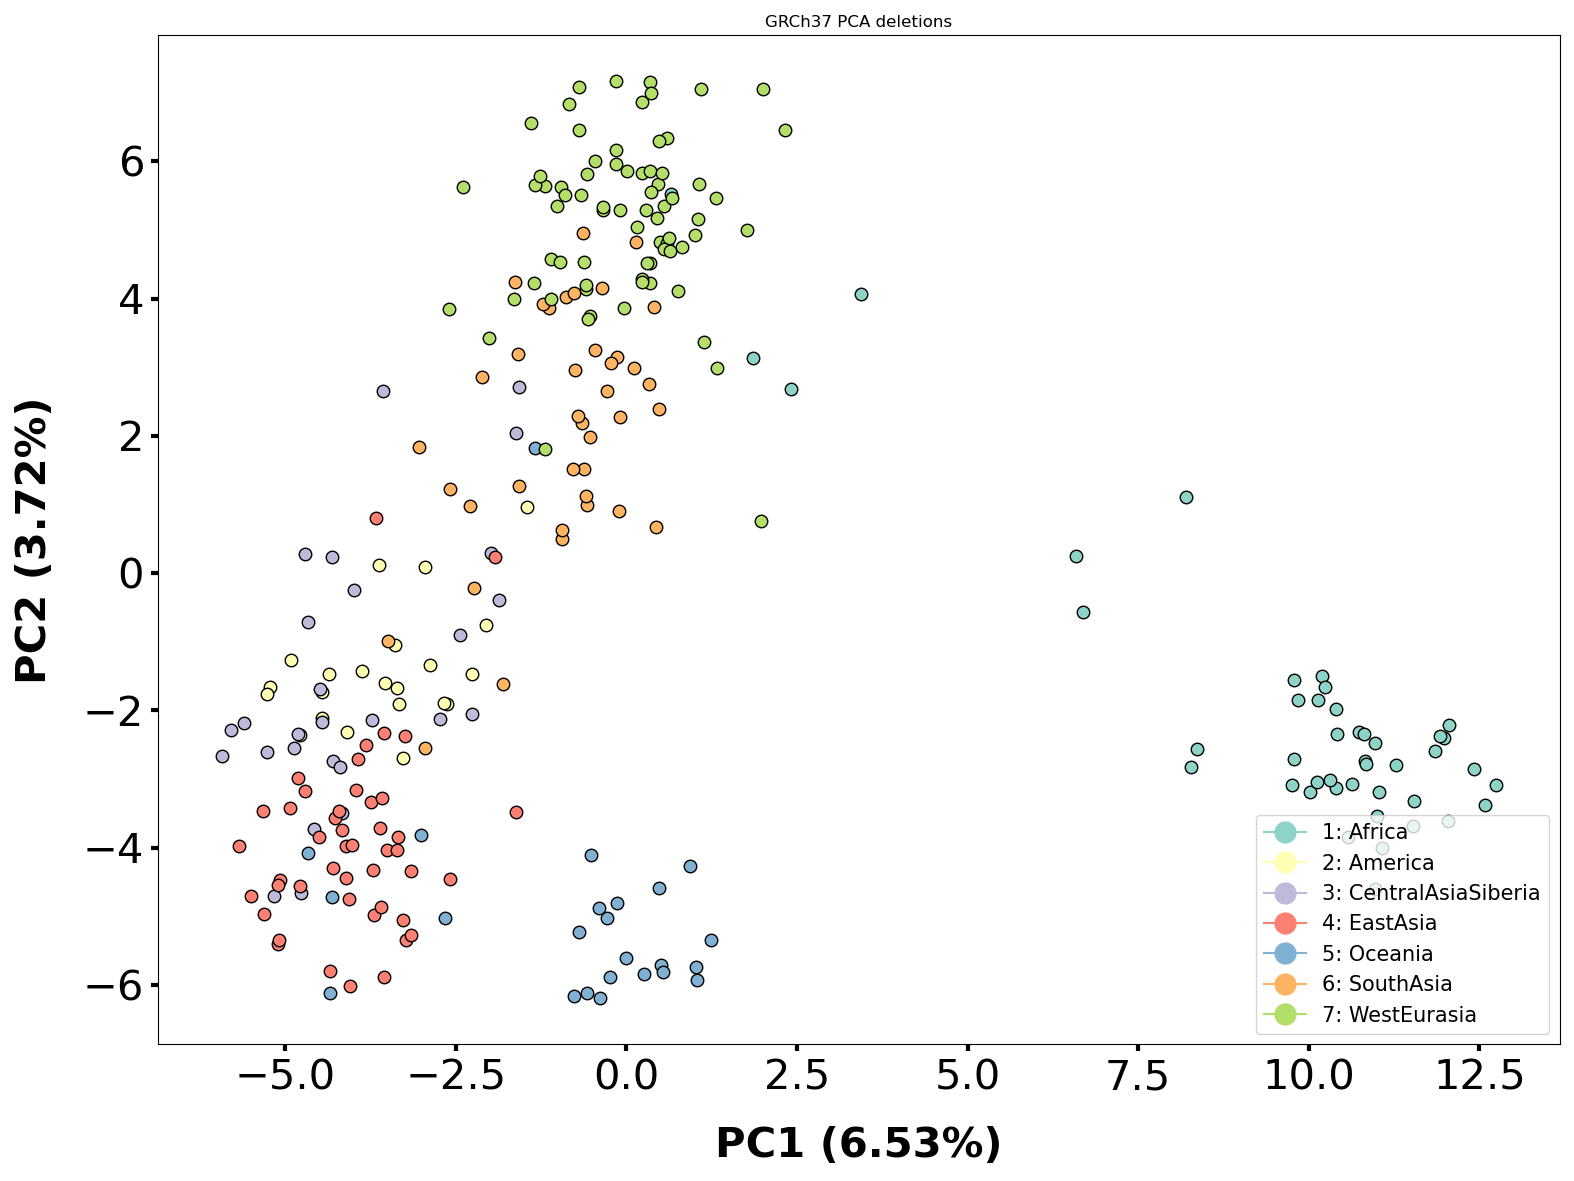 GRCh37 PCA deletions
PC2 (3.72%)
6
4
2
0
−2
−4
−6
1: Africa
2: America
3: CentralAsiaSiberia
4: EastAsia
5: Oceania
6: SouthAsia
7: WestEurasia
−5.0 −2.5 0.0 2.5 5.0 7.5 10.0 12.5
PC1 (6.53%)